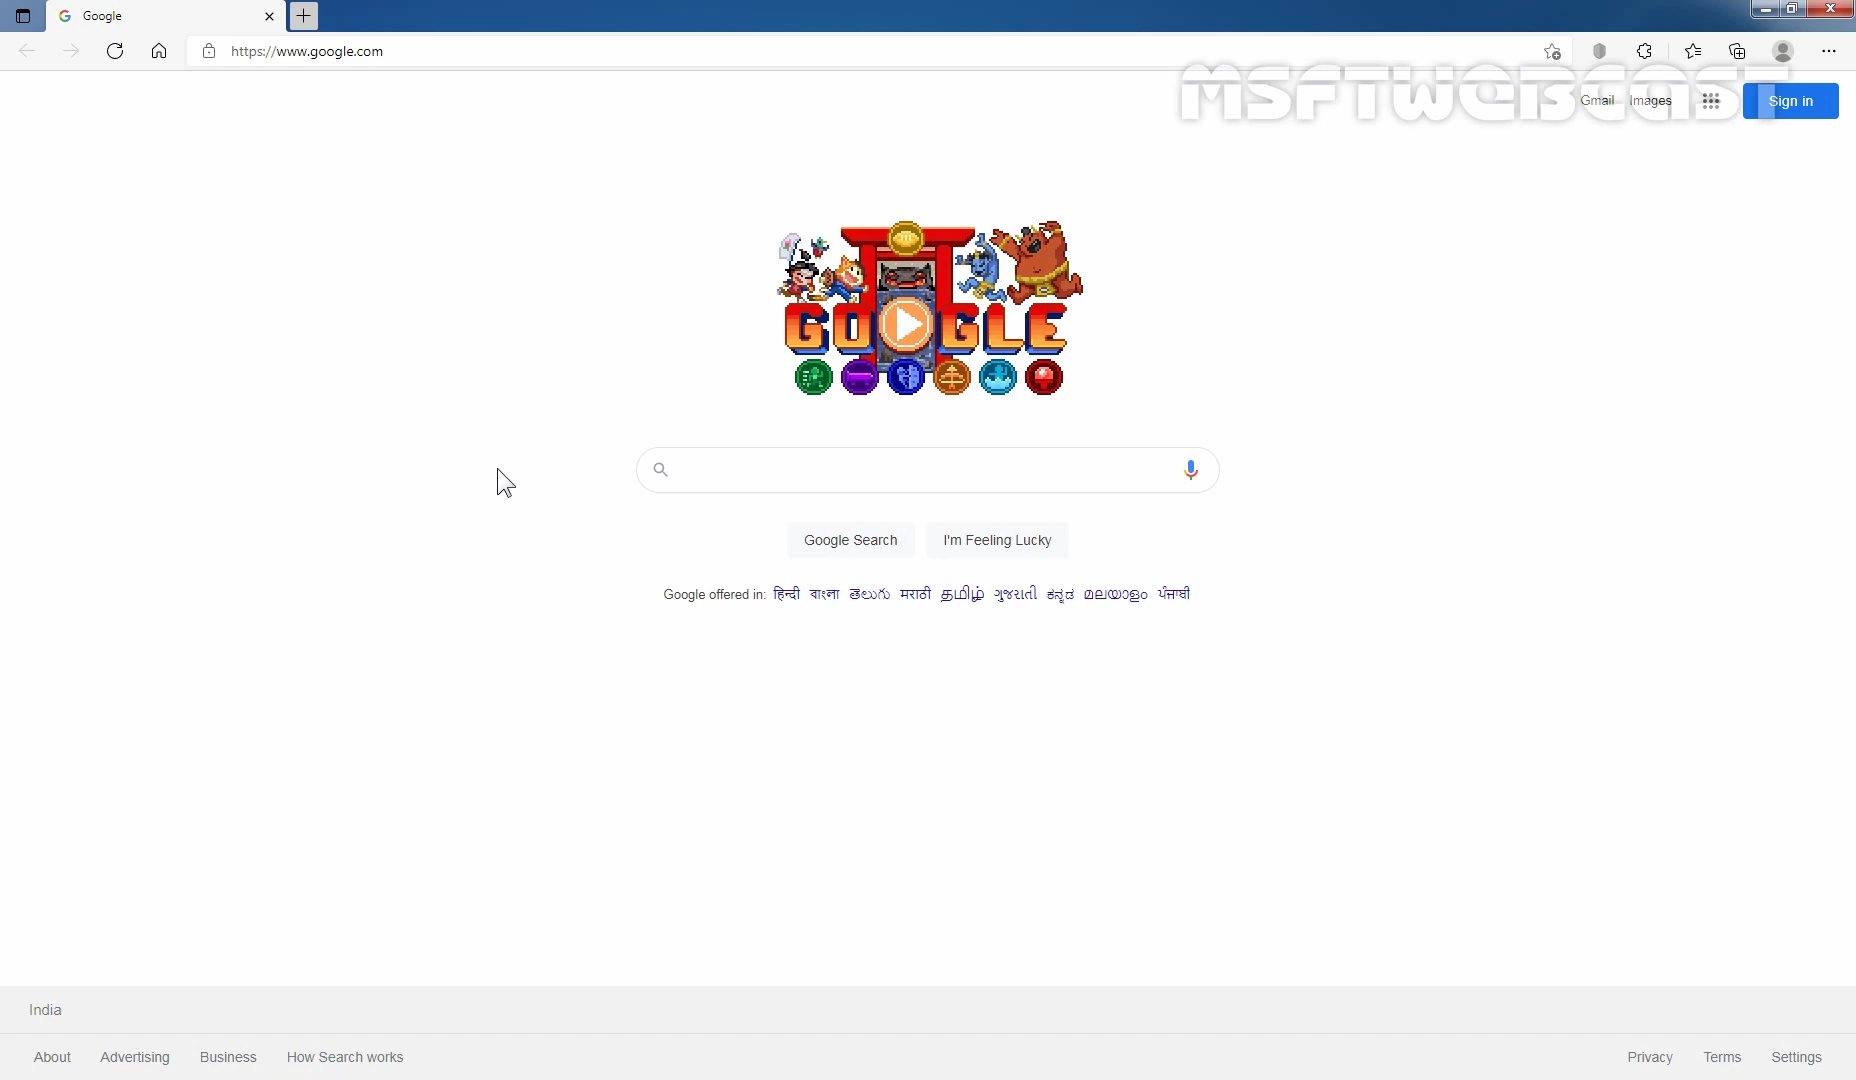 Google
https://www.google.com
MSFTWEBCAST
Gmail Images Sign in
GOOGLE
Google Search I'm Feeling Lucky
Google offered in: हिन्दी বাংলা తెలుగు मराठी தமிழ் ગુજરાતી ಕನ್ನಡ മലയാളം ਪੰਜਾਬੀ
India
About Advertising Business How Search works Privacy Terms Settings